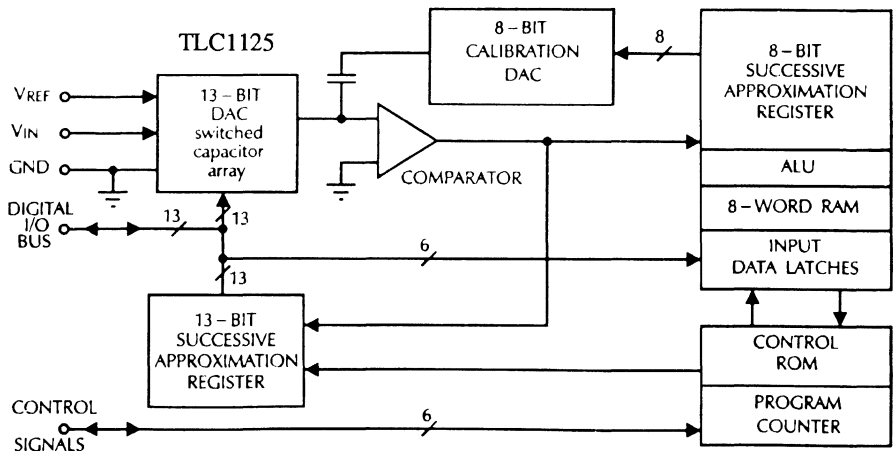 TLC1125
8-BIT
CALIBRATION
DAC
8
8-BIT
SUCCESSIVE
APPROXIMATION
REGISTER
ALU
8-WORD RAM
INPUT
DATA LATCHES
VREF
VIN
GND
13-BIT
DAC
switched
capacitor
array
COMPARATOR
DIGITAL
I/O
BUS
13
13
6
13
13-BIT
SUCCESSIVE
APPROXIMATION
REGISTER
CONTROL
ROM
PROGRAM
COUNTER
CONTROL
SIGNALS
6